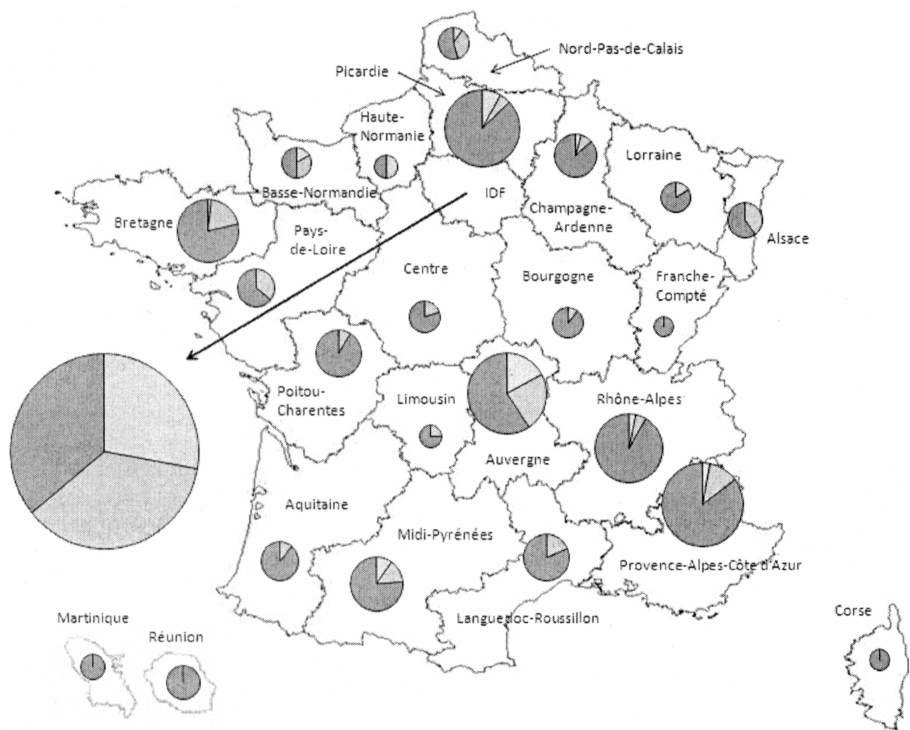 Nord-Pas-de-Calais
Picardie
Haute-
Normanie
Lorraine
Basse-Normandie
IDF
Champagne-
Ardenne
Bretagne
Pays-
de-Loire
Alsace
Centre
Bourgogne
Franche-
Compté
Poitou-
Charentes
Limousin
Rhône-Alpes
Auvergne
Aquitaine
Midi-Pyrénées
Provence-Alpes-Côte d'Azur
Languedoc-Roussillon
Martinique
Réunion
Corse